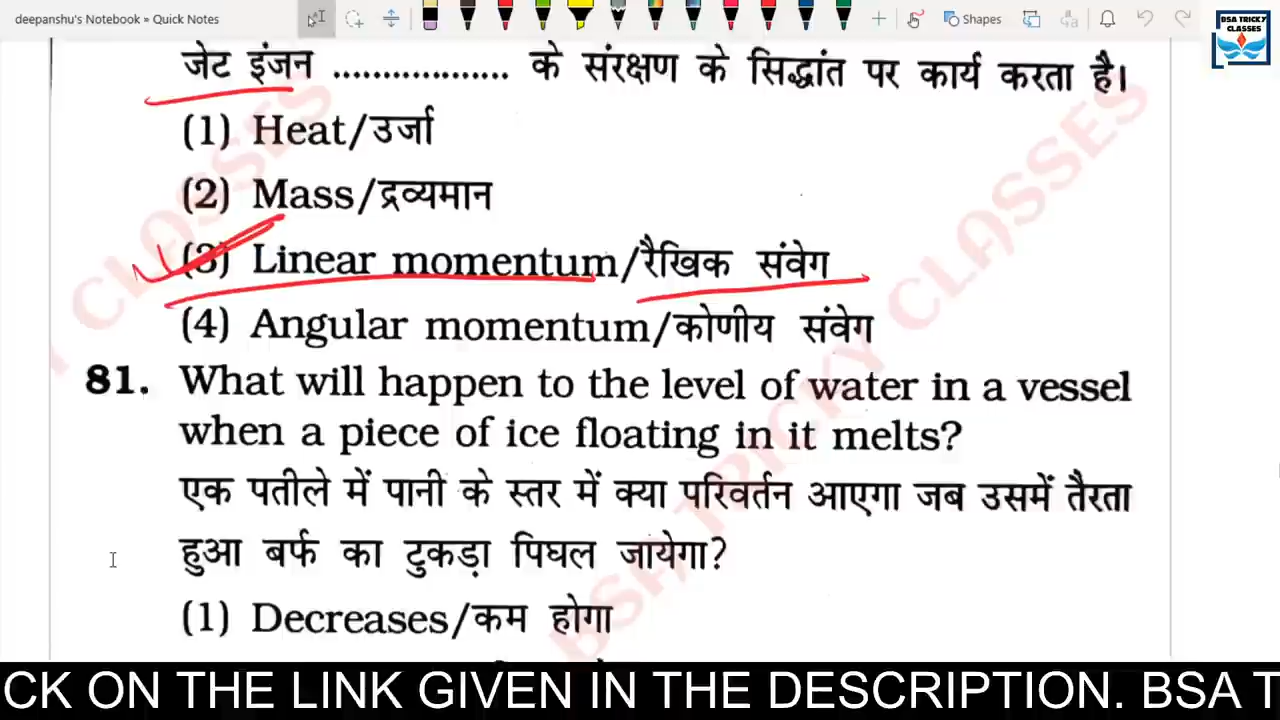 deepanshu's Notebook » Quick Notes
Shapes
BSA TRICKY
CLASSES
जेट इंजन ................... के संरक्षण के सिद्धांत पर कार्य करता है।
(1) Heat/उर्जा
(2) Mass/द्रव्यमान
(3) Linear momentum/रैखिक संवेग
(4) Angular momentum/कोणीय संवेग
81. What will happen to the level of water in a vessel
when a piece of ice floating in it melts?
एक पतीले में पानी के स्तर में क्या परिवर्तन आएगा जब उसमें तैरता
हुआ बर्फ का टुकड़ा पिघल जायेगा?
(1) Decreases/कम होगा
BSA TRICKY CLASSES
CK ON THE LINK GIVEN IN THE DESCRIPTION. BSA T